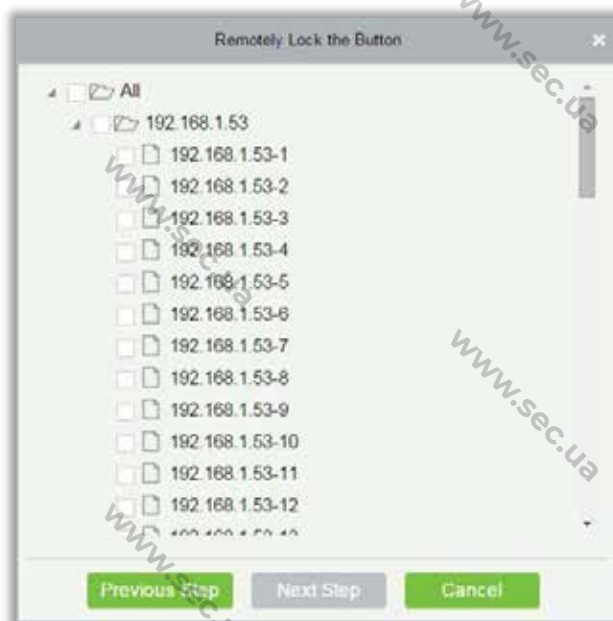 Remotely Lock the Button
All
192.168.1.53
192.168.1.53-1
192.168.1.53-2
192.168.1.53-3
192.168.1.53-4
192.168.1.53-5
192.168.1.53-6
192.168.1.53-7
192.168.1.53-8
192.168.1.53-9
192.168.1.53-10
192.168.1.53-11
192.168.1.53-12
Previous Step Next Step Cancel
www.sec.ua
www.sec.ua
www.sec.ua
www.sec.ua